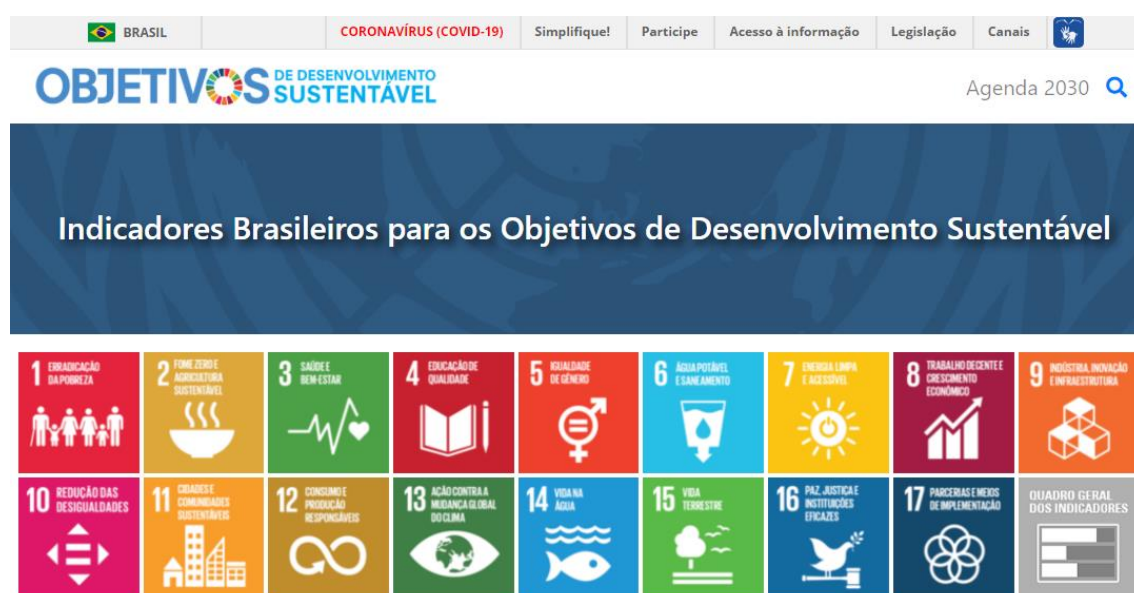 BRASIL CORONAVÍRUS (COVID-19) Simplifique! Participe Acesso à informação Legislação Canais
OBJETIVOS DE DESENVOLVIMENTO
SUSTENTÁVEL
Agenda 2030
Indicadores Brasileiros para os Objetivos de Desenvolvimento Sustentável
1 ERRADICAÇÃO
DA POBREZA
2 FOME ZERO E
AGRICULTURA
SUSTENTÁVEL
3 SAÚDE E
BEM-ESTAR
4 EDUCAÇÃO DE
QUALIDADE
5 IGUALDADE
DE GÊNERO
6 ÁGUA POTÁVEL
E SANEAMENTO
7 ENERGIA LIMPA
E ACESSÍVEL
8 TRABALHO DECENTE E
CRESCIMENTO
ECONÔMICO
9 INDÚSTRIA, INOVAÇÃO
E INFRAESTRUTURA
10 REDUÇÃO DAS
DESIGUALDADES
11 CIDADES E
COMUNIDADES
SUSTENTÁVEIS
12 CONSUMO E
PRODUÇÃO
RESPONSÁVEIS
13 AÇÃO CONTRA A
MUDANÇA GLOBAL
DO CLIMA
14 VIDA NA
ÁGUA
15 VIDA
TERRESTRE
16 PAZ, JUSTIÇA E
INSTITUIÇÕES
EFICAZES
17 PARCERIAS E MEIOS
DE IMPLEMENTAÇÃO
QUADRO GERAL
DOS INDICADORES